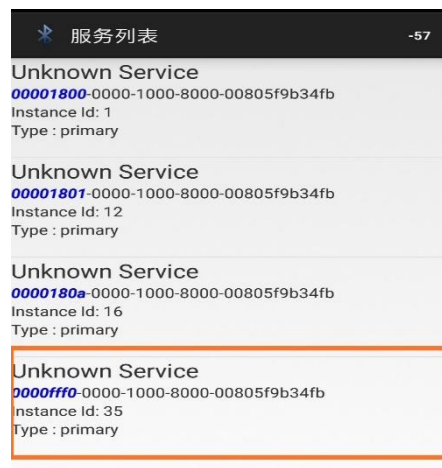 服务列表 -57
Unknown Service
00001800-0000-1000-8000-00805f9b34fb
Instance Id: 1
Type : primary
Unknown Service
00001801-0000-1000-8000-00805f9b34fb
Instance Id: 12
Type : primary
Unknown Service
0000180a-0000-1000-8000-00805f9b34fb
Instance Id: 16
Type : primary
Unknown Service
0000fff0-0000-1000-8000-00805f9b34fb
Instance Id: 35
Type : primary